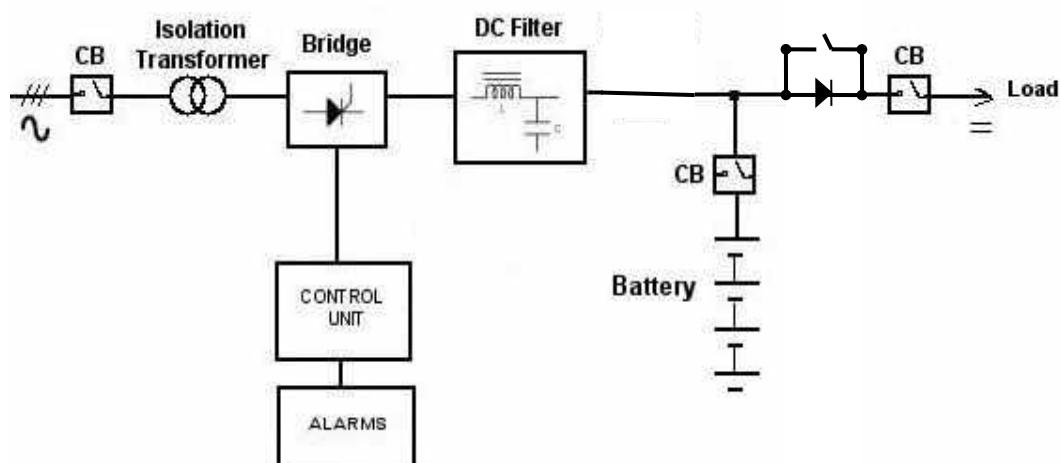 Isolation
Transformer
CB
Bridge
DC Filter
L
C
CB
Load
CB
Battery
CONTROL
UNIT
ALARMS